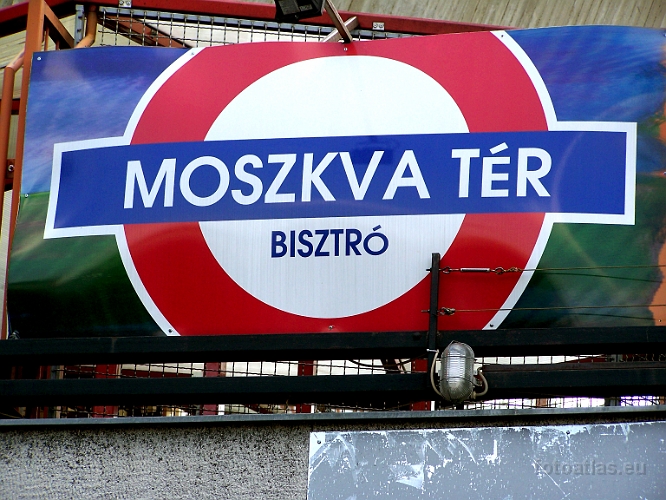 MOSZKVA TÉR
BISZTRÓ
fotoatlas.eu